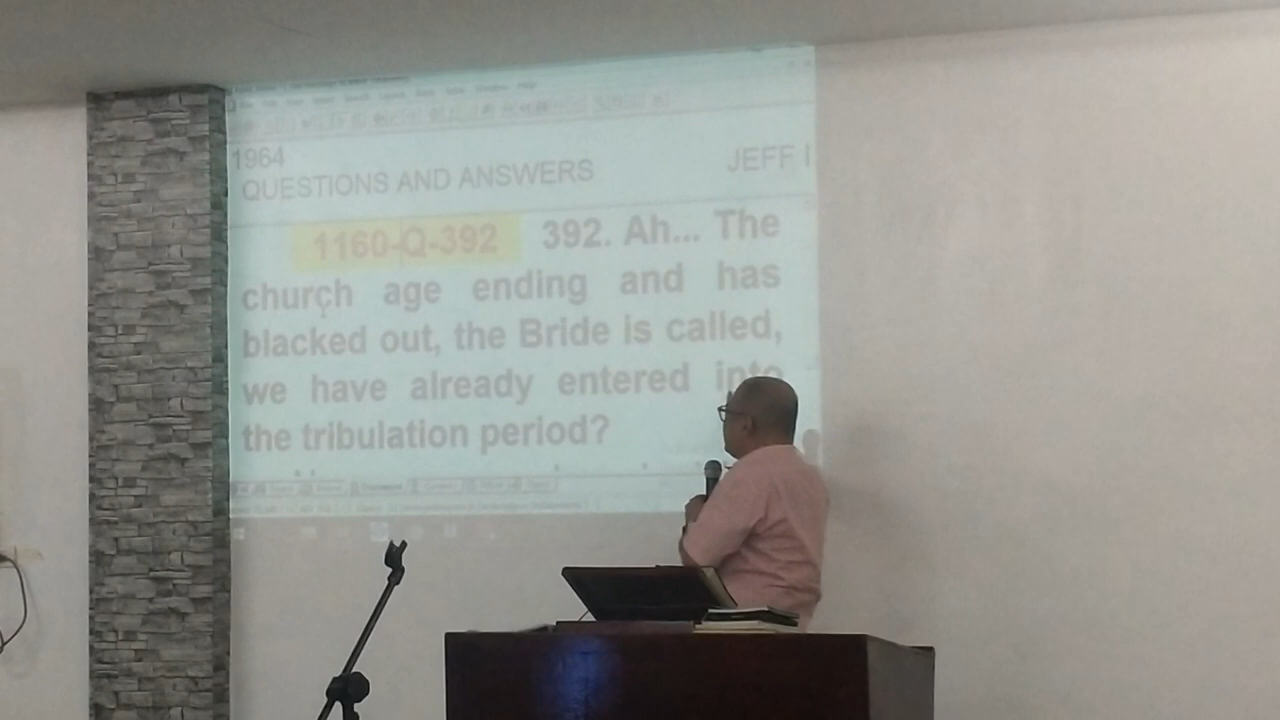 1964
QUESTIONS AND ANSWERS JEFF
1160-Q-392 392. Ah... The
church age ending and has
blacked out, the Bride is called,
we have already entered into
the tribulation period?